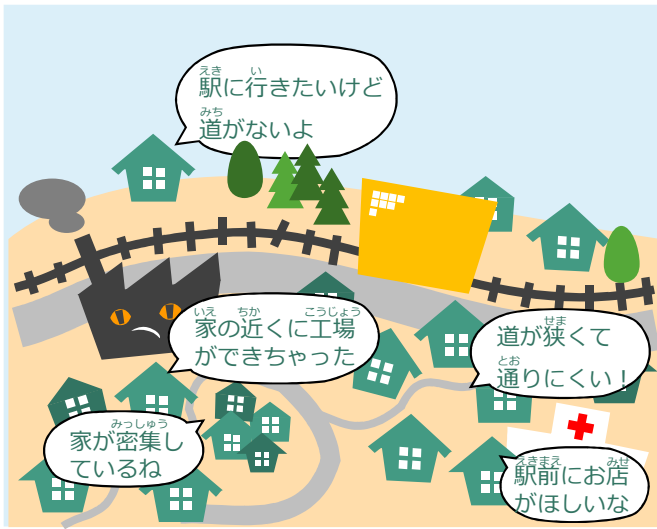 駅に行きたいけど
道がないよ
家の近くに工場
ができちゃった
道が狭くて
通りにくい！
家が密集し
ているね
駅前にお店
がほしいな